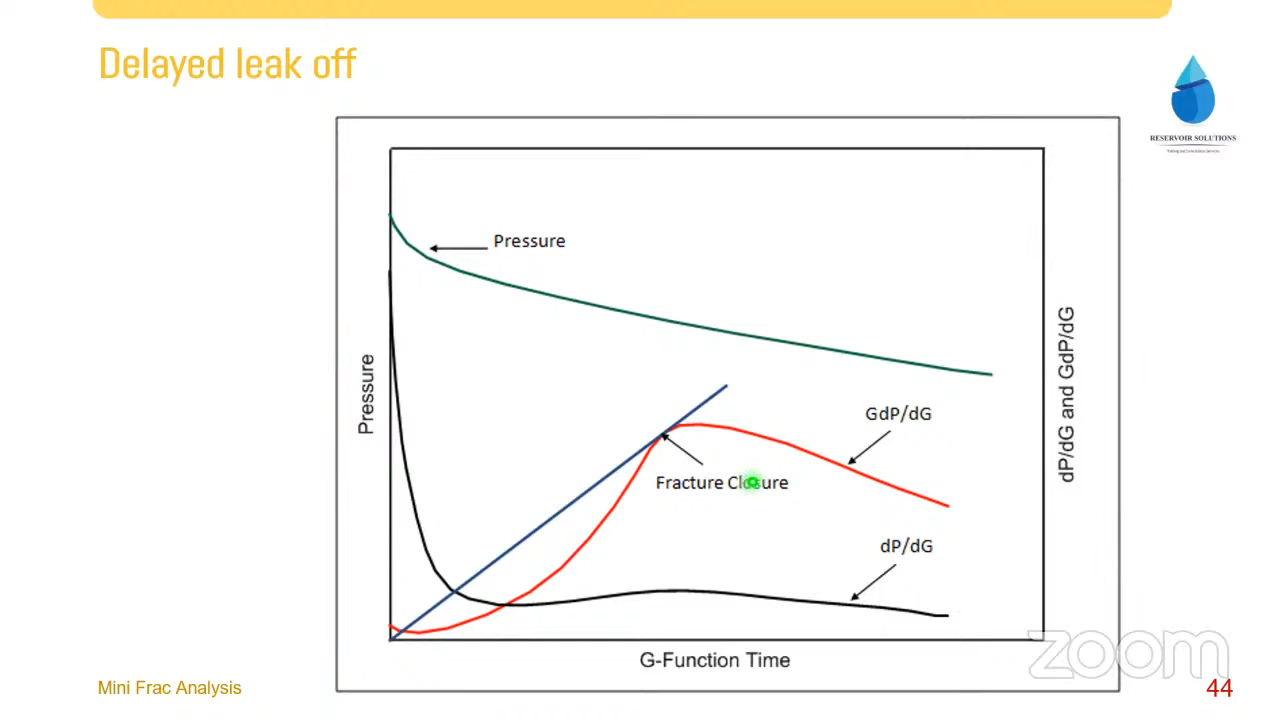 Delayed leak off
RESERVOIR SOLUTIONS
Training and Consultation Services
Pressure
Pressure
dP/dG and GdP/dG
GdP/dG
Fracture Closure
dP/dG
G-Function Time
zoom
Mini Frac Analysis
44